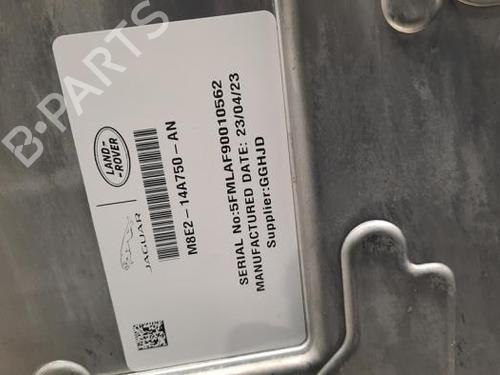 B-PARTS
LAND-
-ROVER
JAGUAR
M8E2-14A750-AN
SERIAL No:5FMLAF90010562
MANUFACTURED DATE: 23/04/23
Supplier:GGHJD